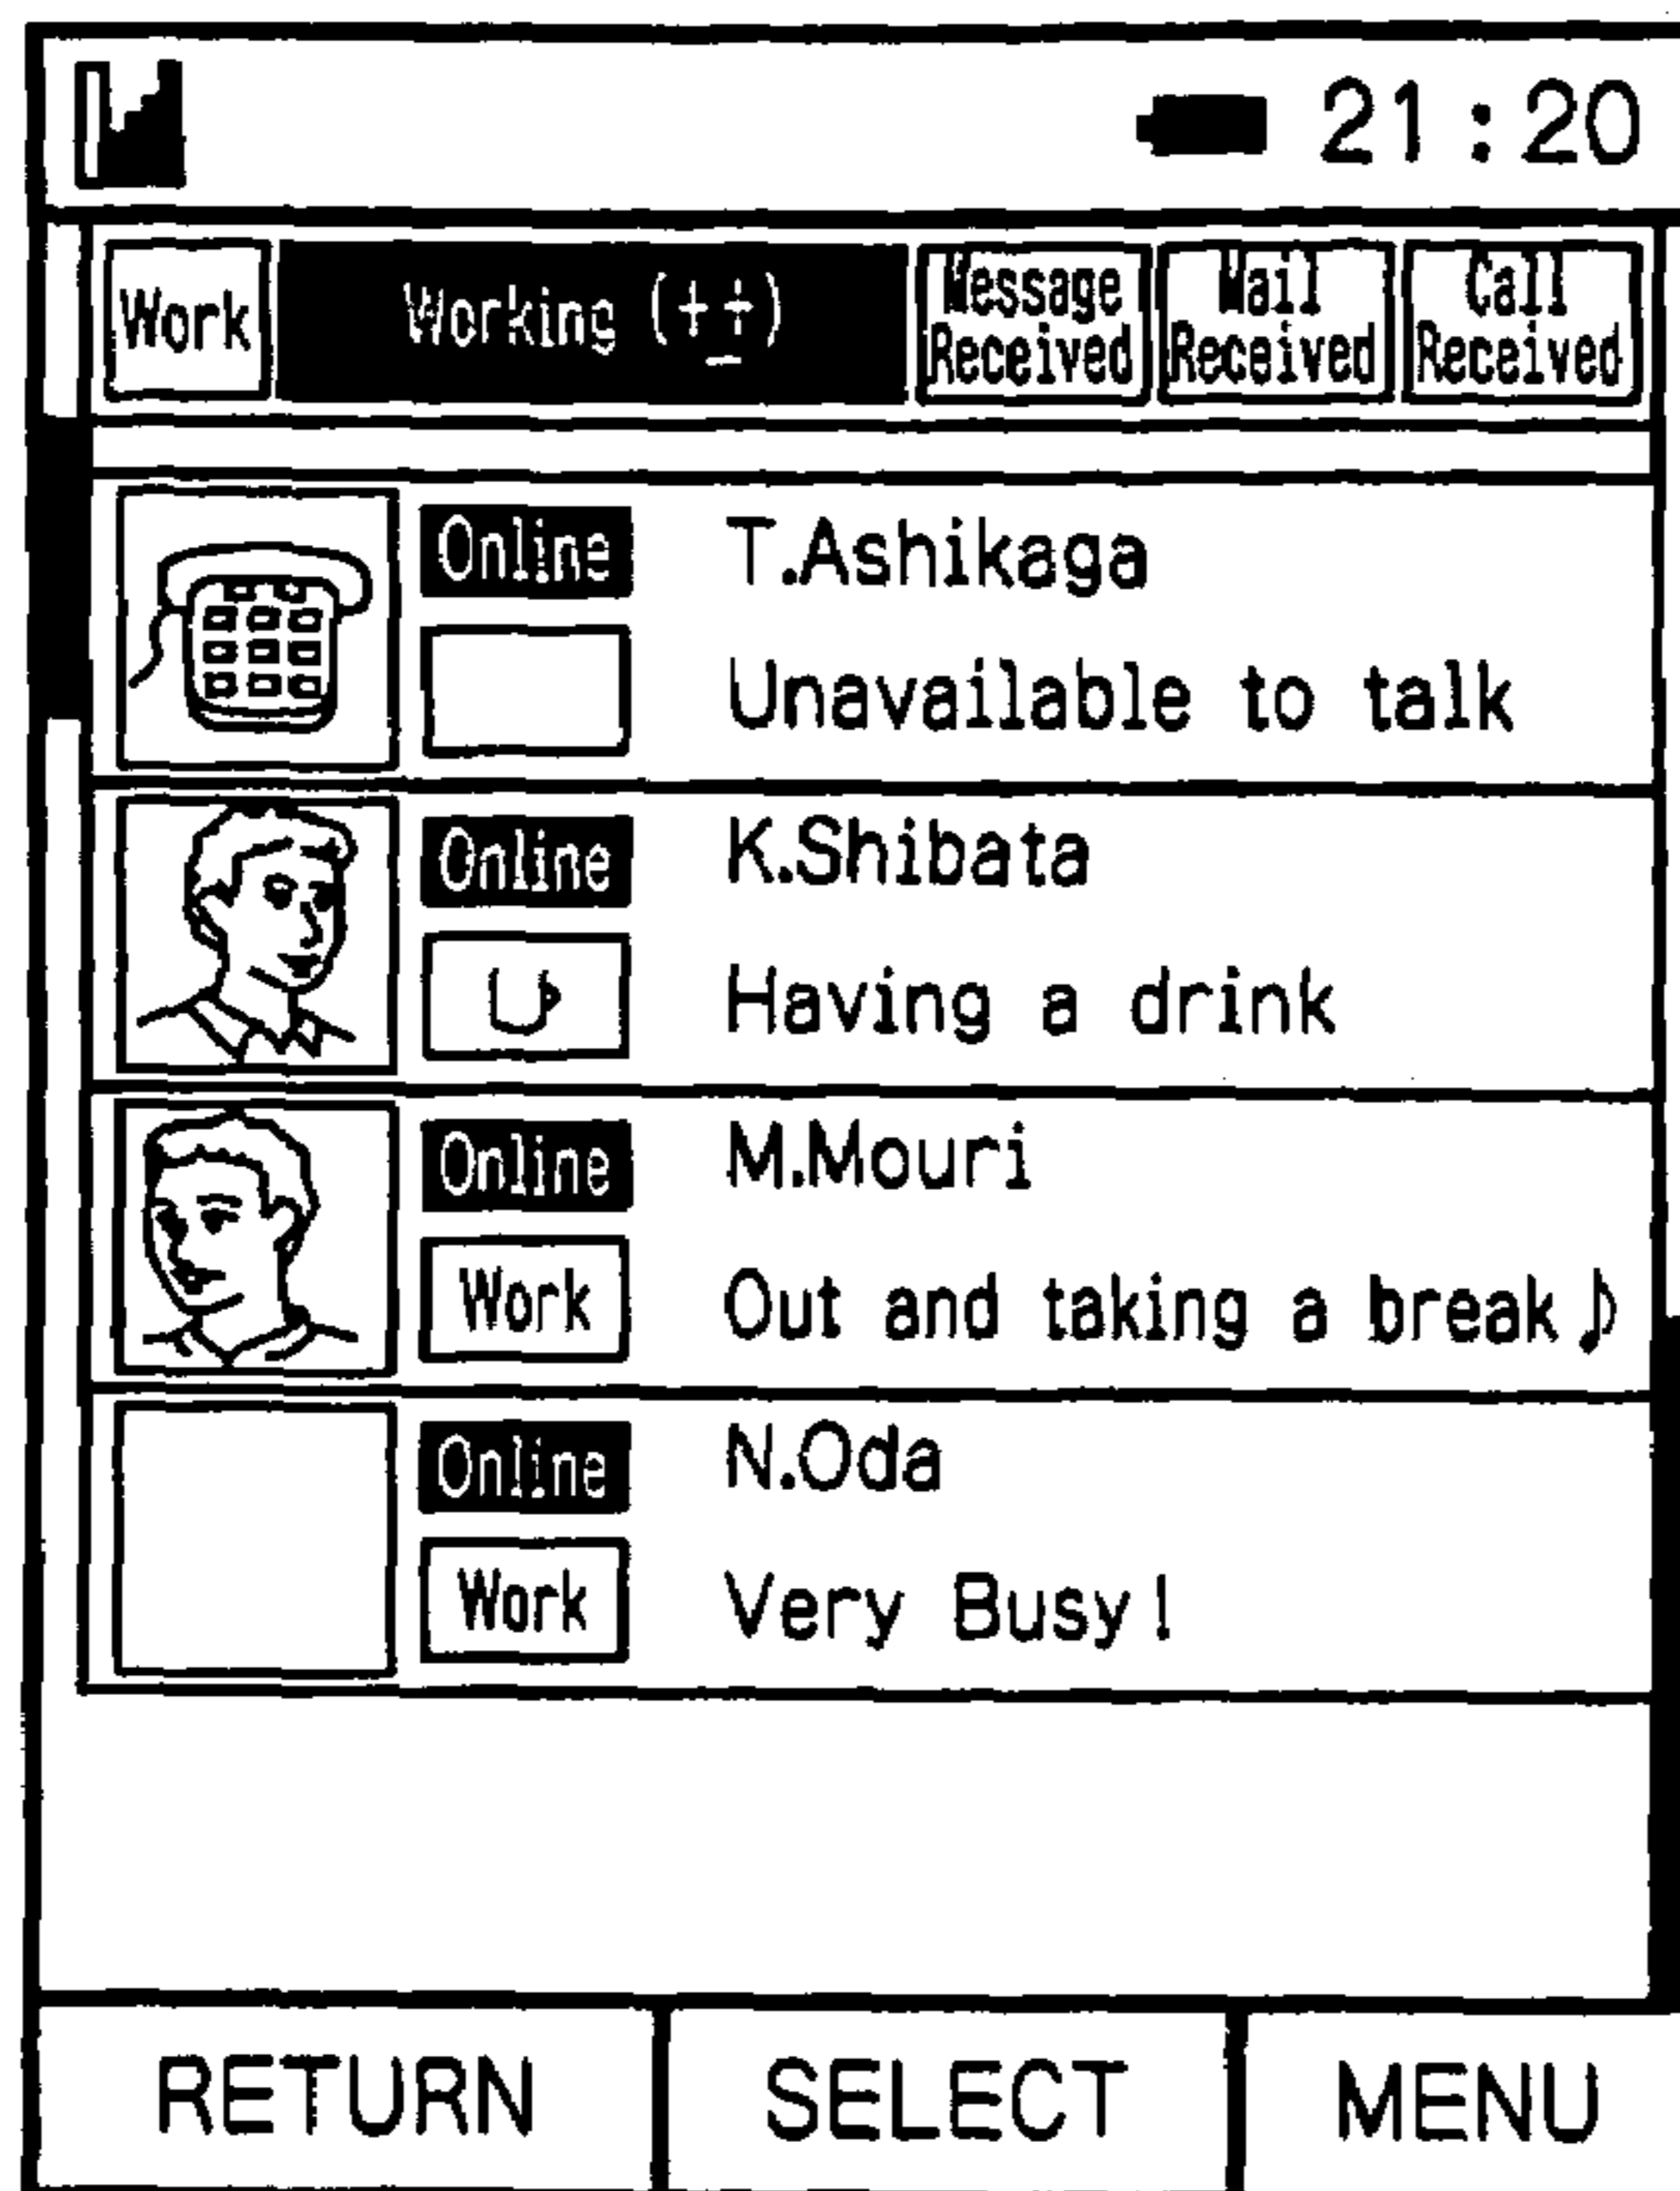 21:20
Work Working (+_+) Message Received Mail Received Call Received
Online T.Ashikaga
Unavailable to talk
Online K.Shibata
Having a drink
Online M.Mouri
Work Out and taking a break♪
Online N.Oda
Work Very Busy!
RETURN SELECT MENU